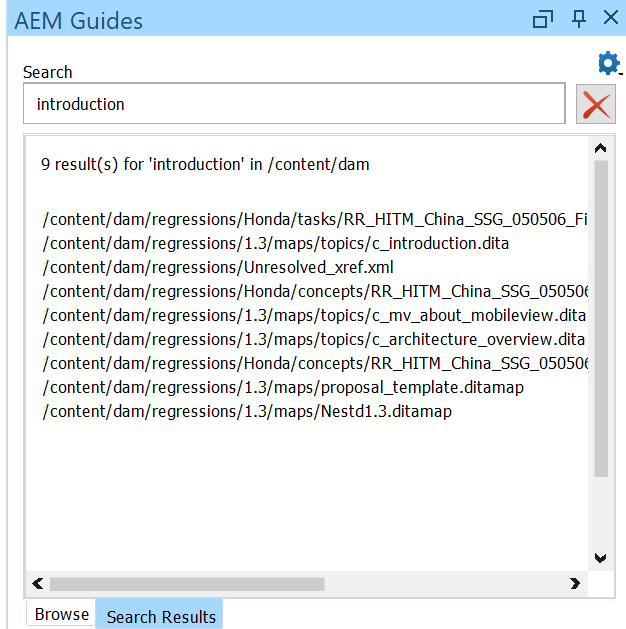 AEM Guides
Search
introduction
9 result(s) for 'introduction' in /content/dam
/content/dam/regressions/Honda/tasks/RR_HITM_China_SSG_050506_Fi
/content/dam/regressions/1.3/maps/topics/c_introduction.dita
/content/dam/regressions/Unresolved_xref.xml
/content/dam/regressions/Honda/concepts/RR_HITM_China_SSG_050506
/content/dam/regressions/1.3/maps/topics/c_mv_about_mobileview.dita
/content/dam/regressions/1.3/maps/topics/c_architecture_overview.dita
/content/dam/regressions/Honda/concepts/RR_HITM_China_SSG_050506
/content/dam/regressions/1.3/maps/proposal_template.ditamap
/content/dam/regressions/1.3/maps/Nestd1.3.ditamap
Browse Search Results